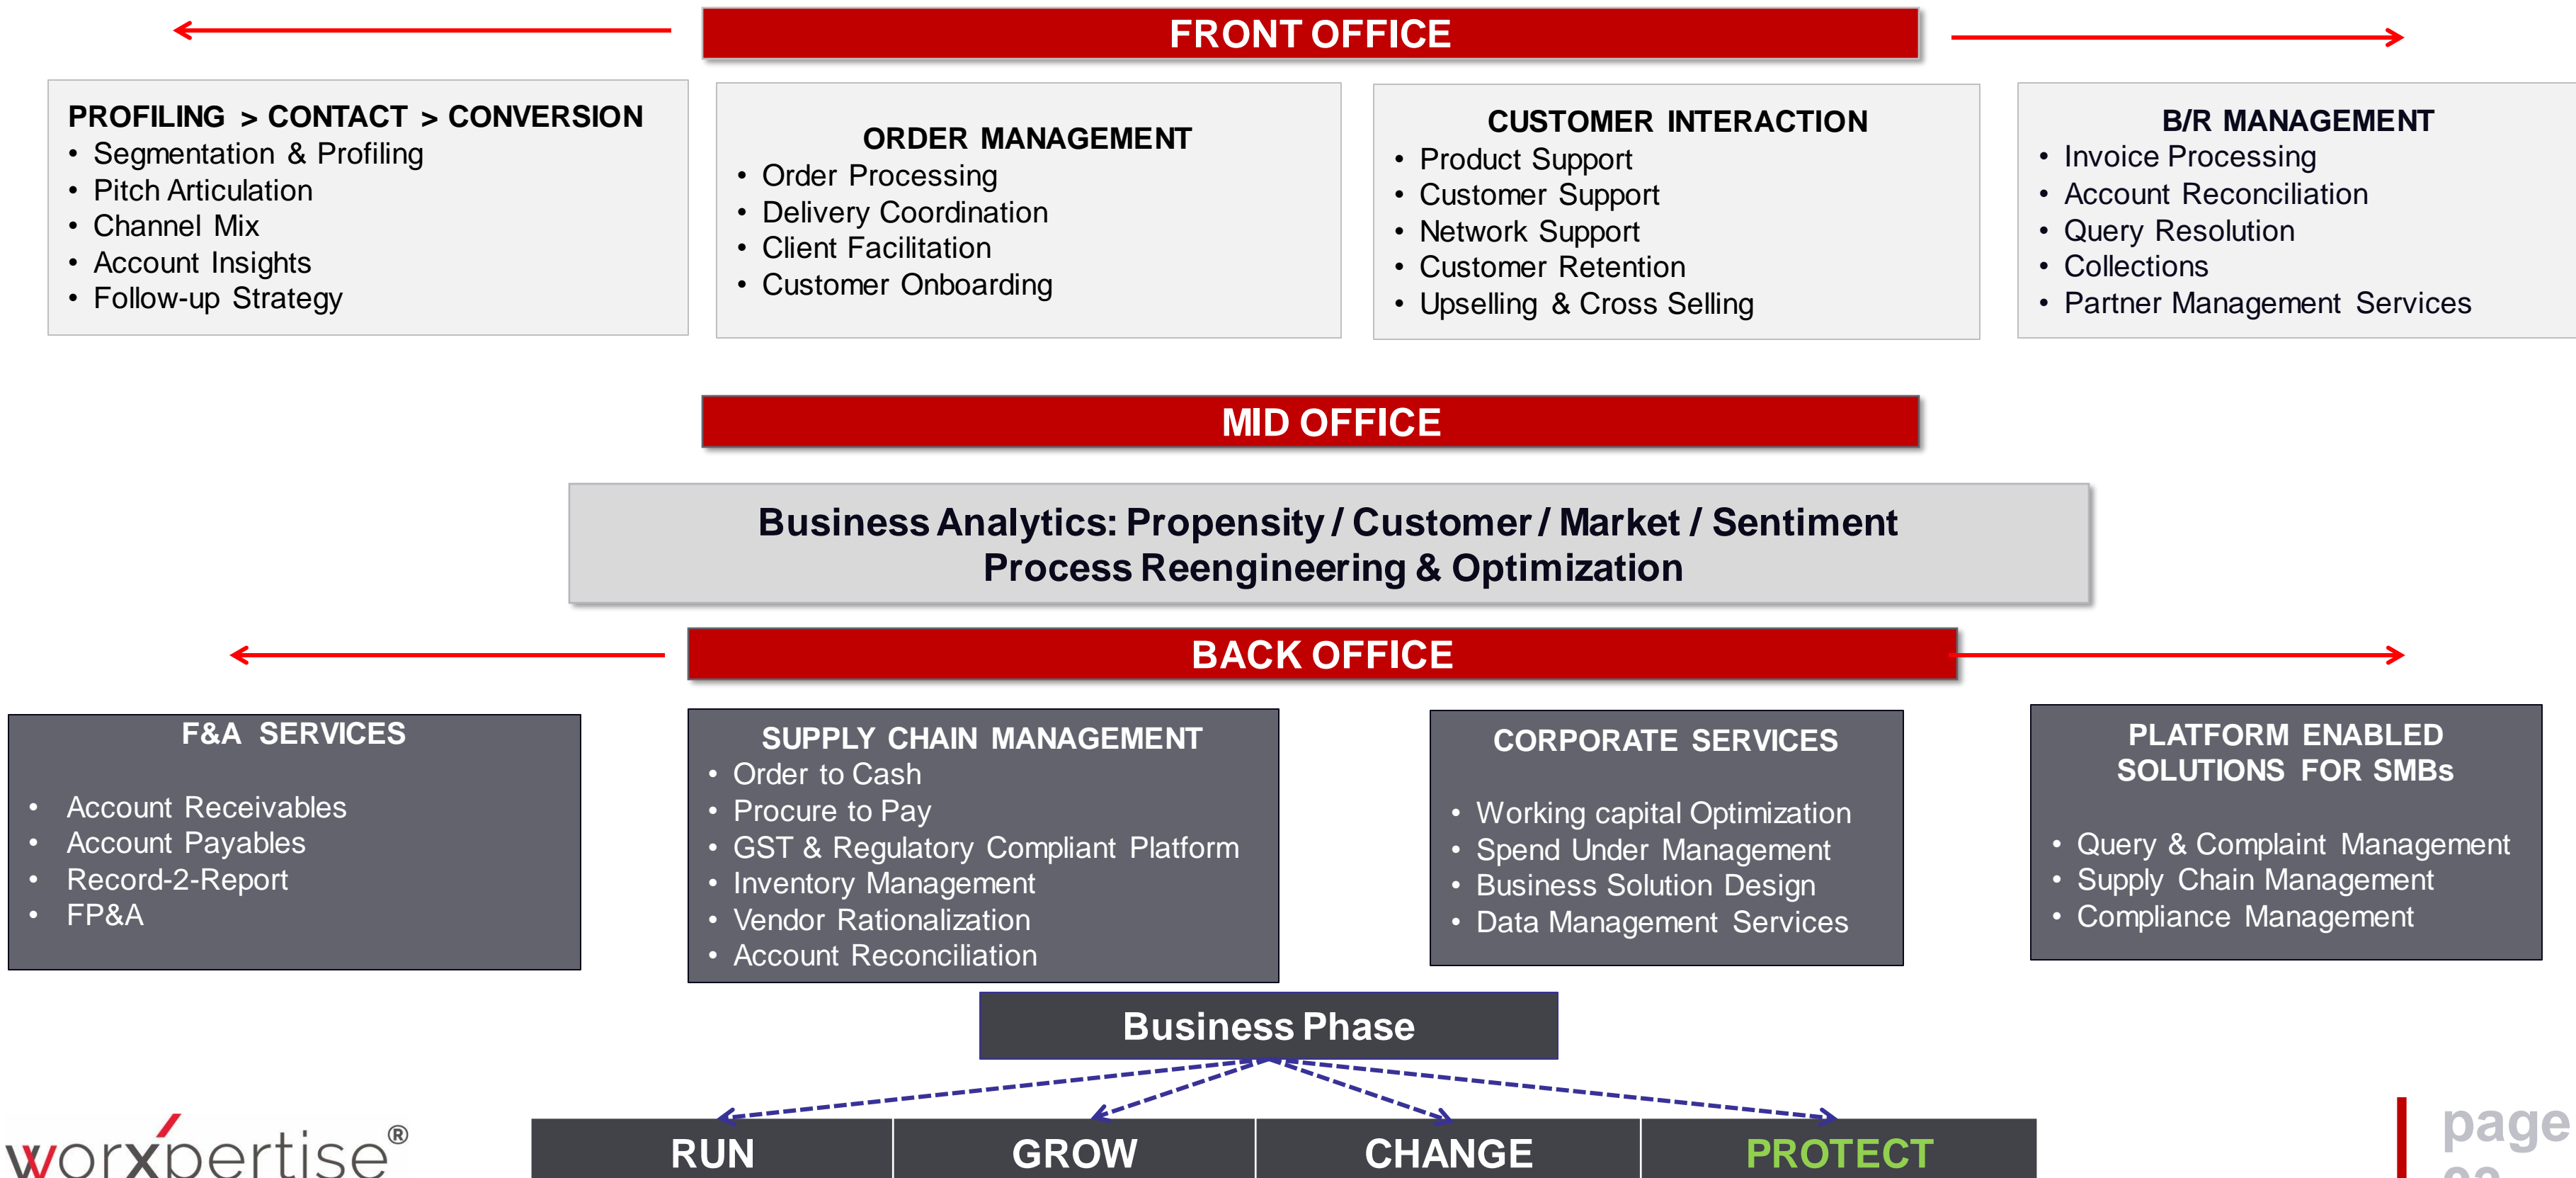 FRONT OFFICE
PROFILING > CONTACT > CONVERSION
• Segmentation & Profiling
• Pitch Articulation
• Channel Mix
• Account Insights
• Follow-up Strategy
ORDER MANAGEMENT
• Order Processing
• Delivery Coordination
• Client Facilitation
• Customer Onboarding
CUSTOMER INTERACTION
• Product Support
• Customer Support
• Network Support
• Customer Retention
• Upselling & Cross Selling
B/R MANAGEMENT
• Invoice Processing
• Account Reconciliation
• Query Resolution
• Collections
• Partner Management Services
MID OFFICE
Business Analytics: Propensity / Customer / Market / Sentiment
Process Reengineering & Optimization
BACK OFFICE
F&A SERVICES
• Account Receivables
• Account Payables
• Record-2-Report
• FP&A
SUPPLY CHAIN MANAGEMENT
• Order to Cash
• Procure to Pay
• GST & Regulatory Compliant Platform
• Inventory Management
• Vendor Rationalization
• Account Reconciliation
CORPORATE SERVICES
• Working capital Optimization
• Spend Under Management
• Business Solution Design
• Data Management Services
PLATFORM ENABLED
SOLUTIONS FOR SMBs
• Query & Complaint Management
• Supply Chain Management
• Compliance Management
Business Phase
RUN
GROW
CHANGE
PROTECT
worxpertise®
page